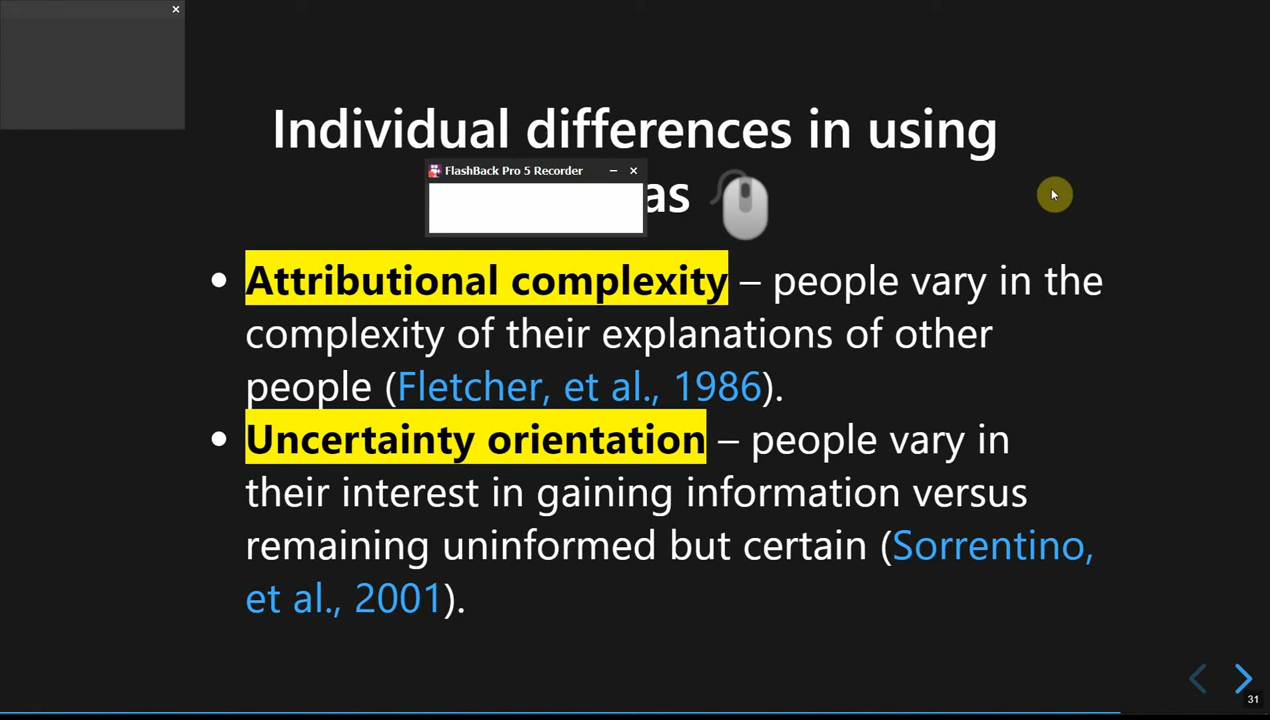 Individual differences in using
FlashBack Pro 5 Recorder
as
• Attributional complexity – people vary in the
complexity of their explanations of other
people (Fletcher, et al., 1986).
• Uncertainty orientation – people vary in
their interest in gaining information versus
remaining uninformed but certain (Sorrentino,
et al., 2001).
31